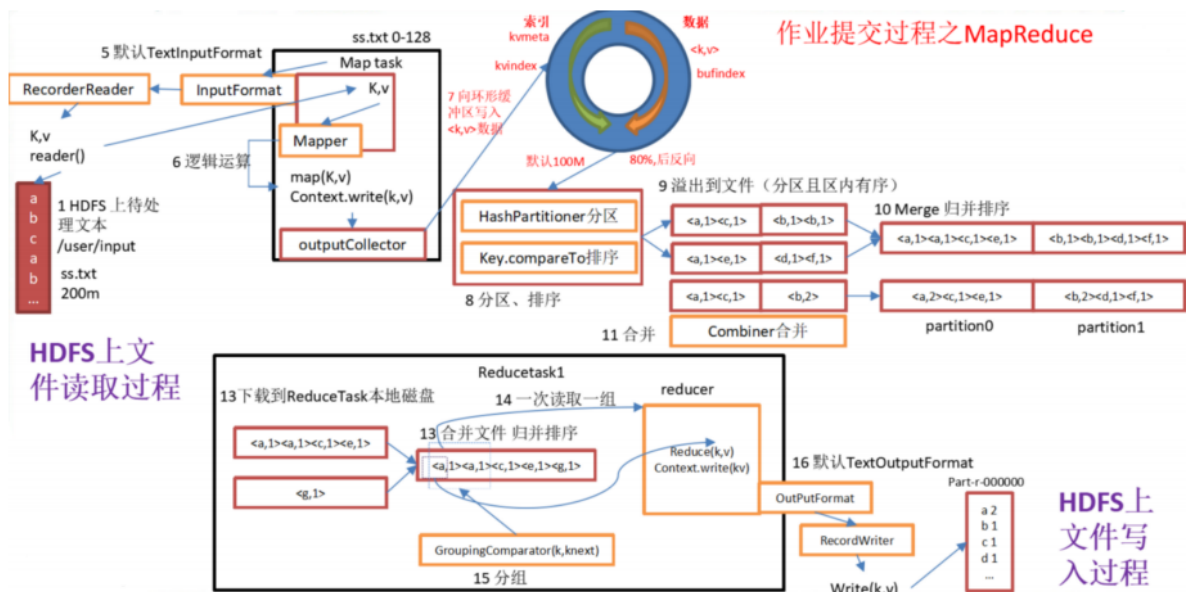 作业提交过程之MapReduce
5 默认TextInputFormat
ss.txt 0-128
Map task
RecorderReader
InputFormat
K,v
K,v
reader()
Mapper
6 逻辑运算
map(K,v)
Context.write(k,v)
outputCollector
a
b
c
a
b
...
1 HDFS 上待处
理文本
/user/input
ss.txt
200m
7 向环形缓
冲区写入
<k,v>数据
索引
kvmeta
kvindex
数据
<k,v>
bufindex
默认100M
80%,后反向
HashPartitioner分区
Key.compareTo排序
8 分区、排序
9 溢出到文件（分区且区内有序）
<a,1><c,1>
<b,1><b,1>
<a,1><e,1>
<d,1><f,1>
10 Merge 归并排序
<a,1><a,1><c,1><e,1>
<b,1><b,1><d,1><f,1>
<a,1><c,1>
<b,2>
<a,2><c,1><e,1>
<b,2><d,1><f,1>
11 合并
Combiner合并
partition0
partition1
HDFS上文
件读取过程
Reducetask1
13下载到ReduceTask本地磁盘
14 一次读取一组
reducer
<a,1><a,1><c,1><e,1>
<g,1>
13 合并文件 归并排序
<a,1><a,1><c,1><e,1><g,1>
Reduce(k,v)
Context.write(kv)
GroupingComparator(k,knext)
15 分组
16 默认TextOutputFormat
OutPutFormat
RecordWriter
Write(k,v)
Part-r-000000
a 2
b 1
c 1
d 1
...
HDFS上
文件写
入过程